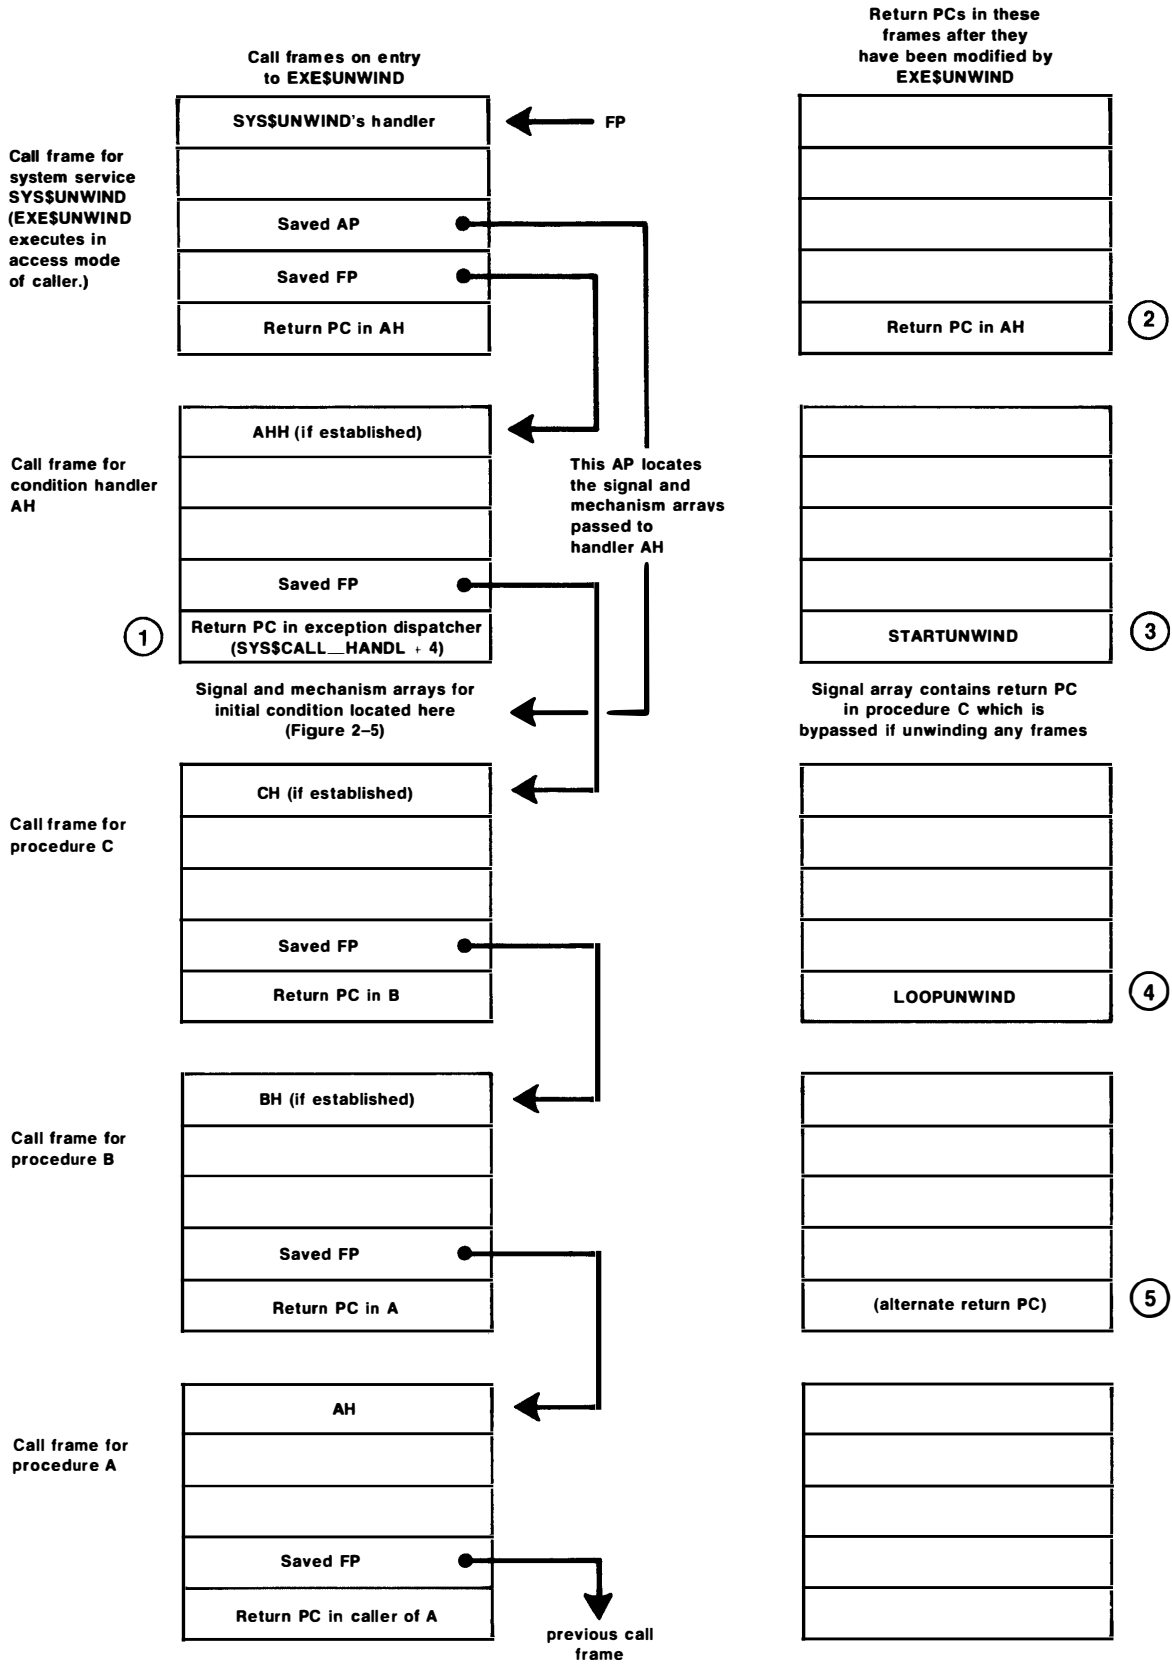 Call frames on entry
to EXE$UNWIND
Return PCs in these
frames after they
have been modified by
EXE$UNWIND
Call frame for
system service
SYS$UNWIND
(EXE$UNWIND
executes in
access mode
of caller.)
SYS$UNWIND's handler
FP
Saved AP
Saved FP
Return PC in AH
Return PC in AH
2
Call frame for
condition handler
AH
AHH (if established)
This AP locates
the signal and
mechanism arrays
passed to
handler AH
Saved FP
1
Return PC in exception dispatcher
(SYS$CALL__HANDL + 4)
STARTUNWIND
3
Signal and mechanism arrays for
initial condition located here
(Figure 2–5)
Signal array contains return PC
in procedure C which is
bypassed if unwinding any frames
Call frame for
procedure C
CH (if established)
Saved FP
Return PC in B
LOOPUNWIND
4
Call frame for
procedure B
BH (if established)
Saved FP
Return PC in A
(alternate return PC)
5
Call frame for
procedure A
AH
Saved FP
Return PC in caller of A
previous call
frame